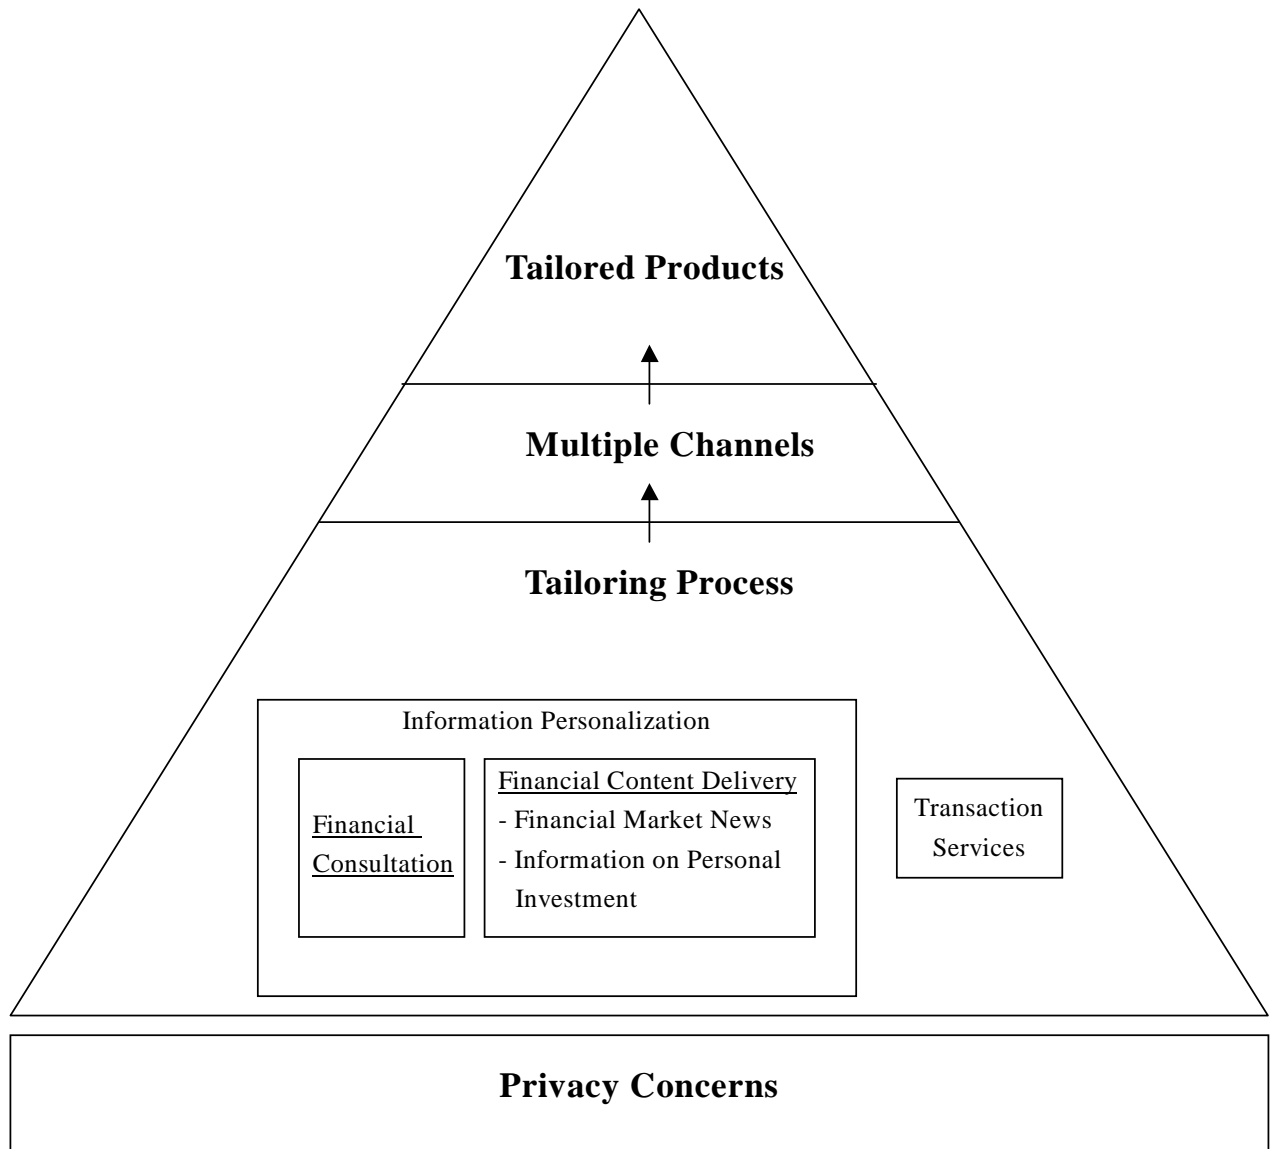 Tailored Products
Multiple Channels
Tailoring Process
Information Personalization
Financial
Consultation
Financial Content Delivery
- Financial Market News
- Information on Personal
Investment
Transaction
Services
Privacy Concerns